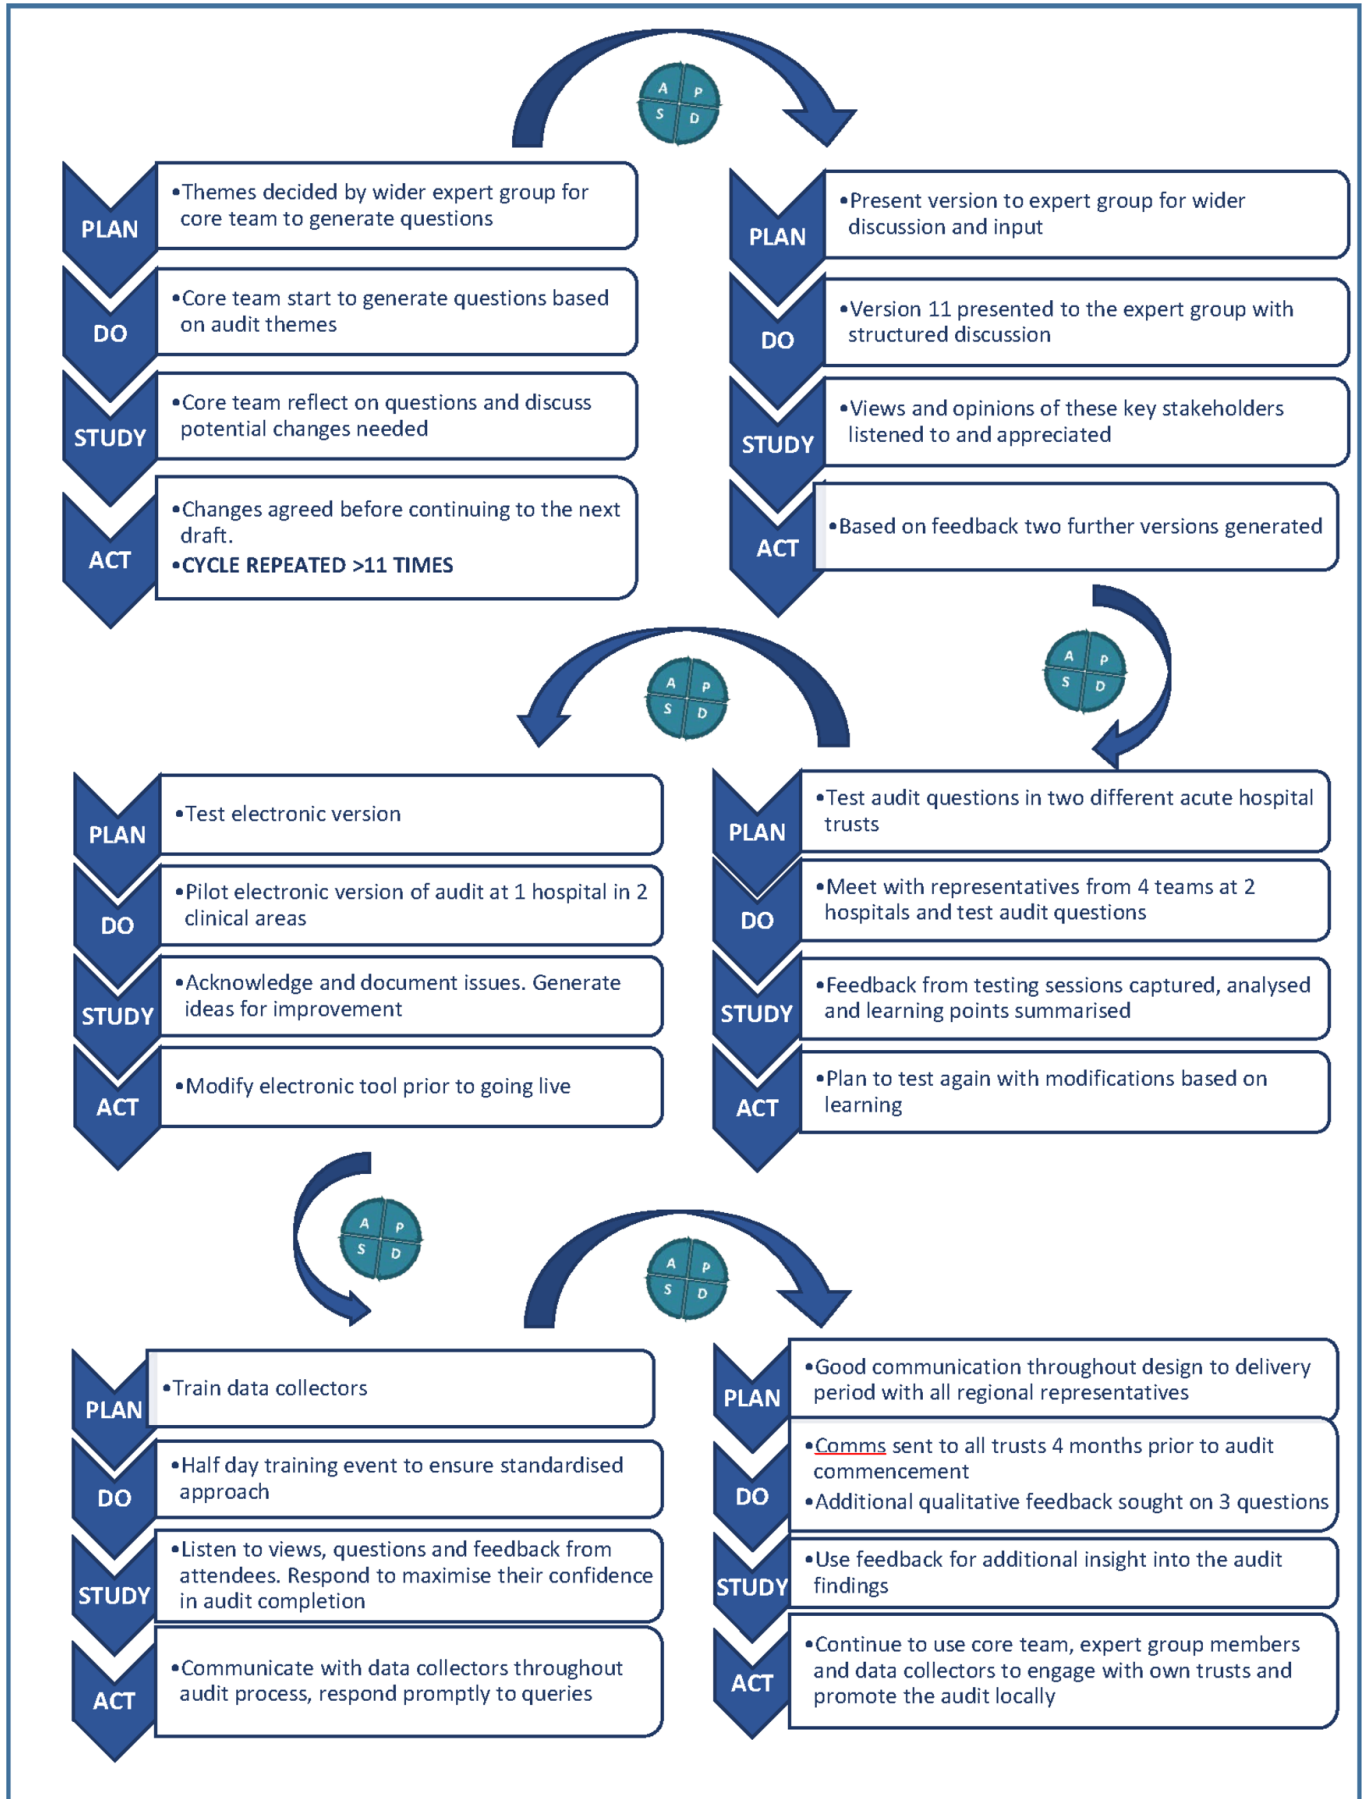 A P
S D
PLAN
•Themes decided by wider expert group for
core team to generate questions
DO
•Core team start to generate questions based
on audit themes
STUDY
•Core team reflect on questions and discuss
potential changes needed
ACT
•Changes agreed before continuing to the next
draft.
•CYCLE REPEATED >11 TIMES
PLAN
•Present version to expert group for wider
discussion and input
DO
•Version 11 presented to the expert group with
structured discussion
STUDY
•Views and opinions of these key stakeholders
listened to and appreciated
ACT
•Based on feedback two further versions generated
A P
S D
PLAN
•Test audit questions in two different acute hospital
trusts
DO
•Meet with representatives from 4 teams at 2
hospitals and test audit questions
STUDY
•Feedback from testing sessions captured, analysed
and learning points summarised
ACT
•Plan to test again with modifications based on
learning
A P
S D
PLAN
•Test electronic version
DO
•Pilot electronic version of audit at 1 hospital in 2
clinical areas
STUDY
•Acknowledge and document issues. Generate
ideas for improvement
ACT
•Modify electronic tool prior to going live
A P
S D
PLAN
•Train data collectors
DO
•Half day training event to ensure standardised
approach
STUDY
•Listen to views, questions and feedback from
attendees. Respond to maximise their confidence
in audit completion
ACT
•Communicate with data collectors throughout
audit process, respond promptly to queries
A P
S D
PLAN
•Good communication throughout design to delivery
period with all regional representatives
DO
•Comms sent to all trusts 4 months prior to audit
commencement
•Additional qualitative feedback sought on 3 questions
STUDY
•Use feedback for additional insight into the audit
findings
ACT
•Continue to use core team, expert group members
and data collectors to engage with own trusts and
promote the audit locally